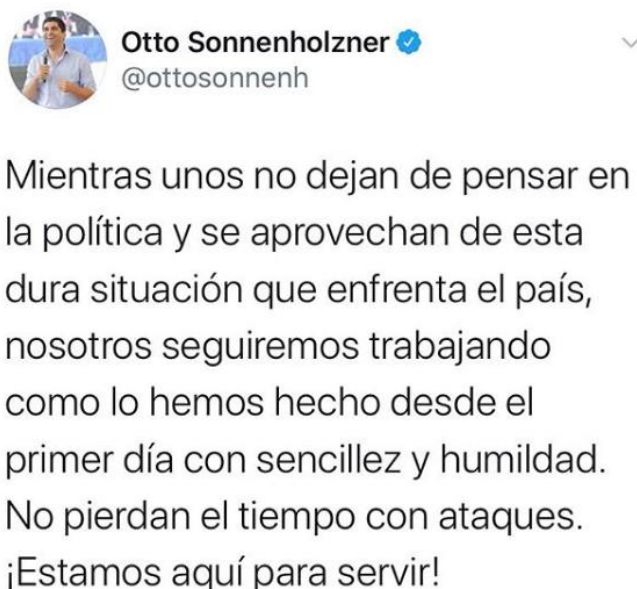 Otto Sonnenholzner
@ottosonnenh
Mientras unos no dejan de pensar en
la política y se aprovechan de esta
dura situación que enfrenta el país,
nosotros seguiremos trabajando
como lo hemos hecho desde el
primer día con sencillez y humildad.
No pierdan el tiempo con ataques.
¡Estamos aquí para servir!